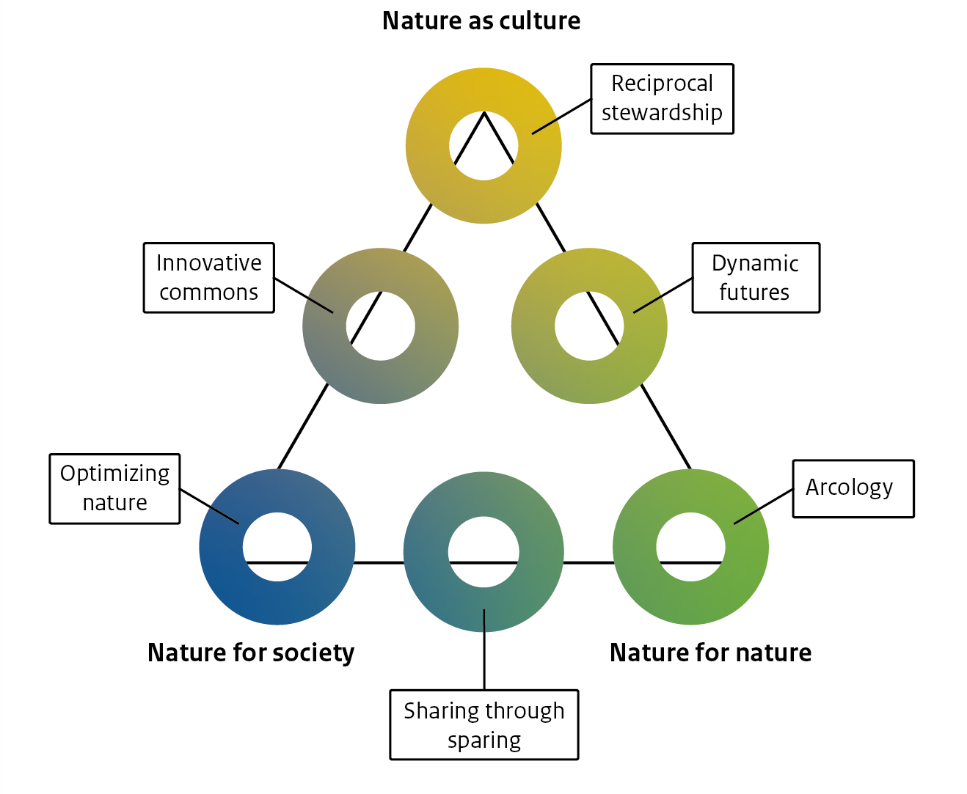 Nature as culture
Reciprocal
stewardship
Innovative
commons
Dynamic
futures
Optimizing
nature
Arcology
Nature for society
Nature for nature
Sharing through
sparing